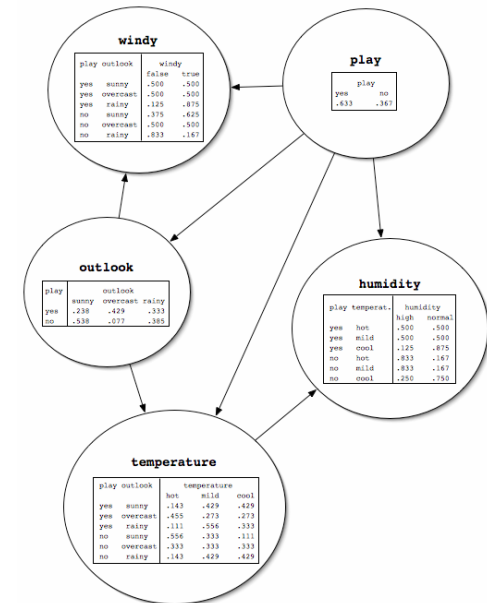 windy
play outlook windy
false true
yes sunny .500 .500
yes overcast .500 .500
yes rainy .125 .875
no sunny .375 .625
no overcast .500 .500
no rainy .833 .167
play
play
yes no
.633 .367
outlook
play outlook
sunny overcast rainy
yes .238 .429 .333
no .538 .077 .385
humidity
play temperat. humidity
high normal
yes hot .500 .500
yes mild .500 .500
yes cool .125 .875
no hot .833 .167
no mild .833 .167
no cool .250 .750
temperature
play outlook temperature
hot mild cool
yes sunny .143 .429 .429
yes overcast .455 .273 .273
yes rainy .111 .556 .333
no sunny .556 .333 .111
no overcast .333 .333 .333
no rainy .143 .429 .429